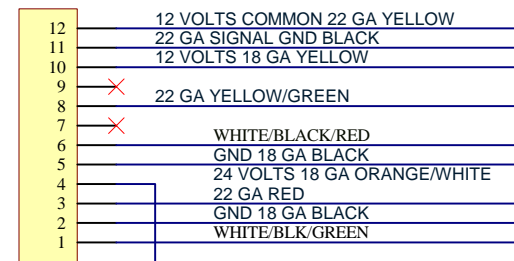 12 VOLTS COMMON 22 GA YELLOW
12
22 GA SIGNAL GND BLACK
11
12 VOLTS 18 GA YELLOW
10
9
22 GA YELLOW/GREEN
8
7
WHITE/BLACK/RED
6
GND 18 GA BLACK
5
24 VOLTS 18 GA ORANGE/WHITE
4
22 GA RED
3
GND 18 GA BLACK
2
WHITE/BLK/GREEN
1